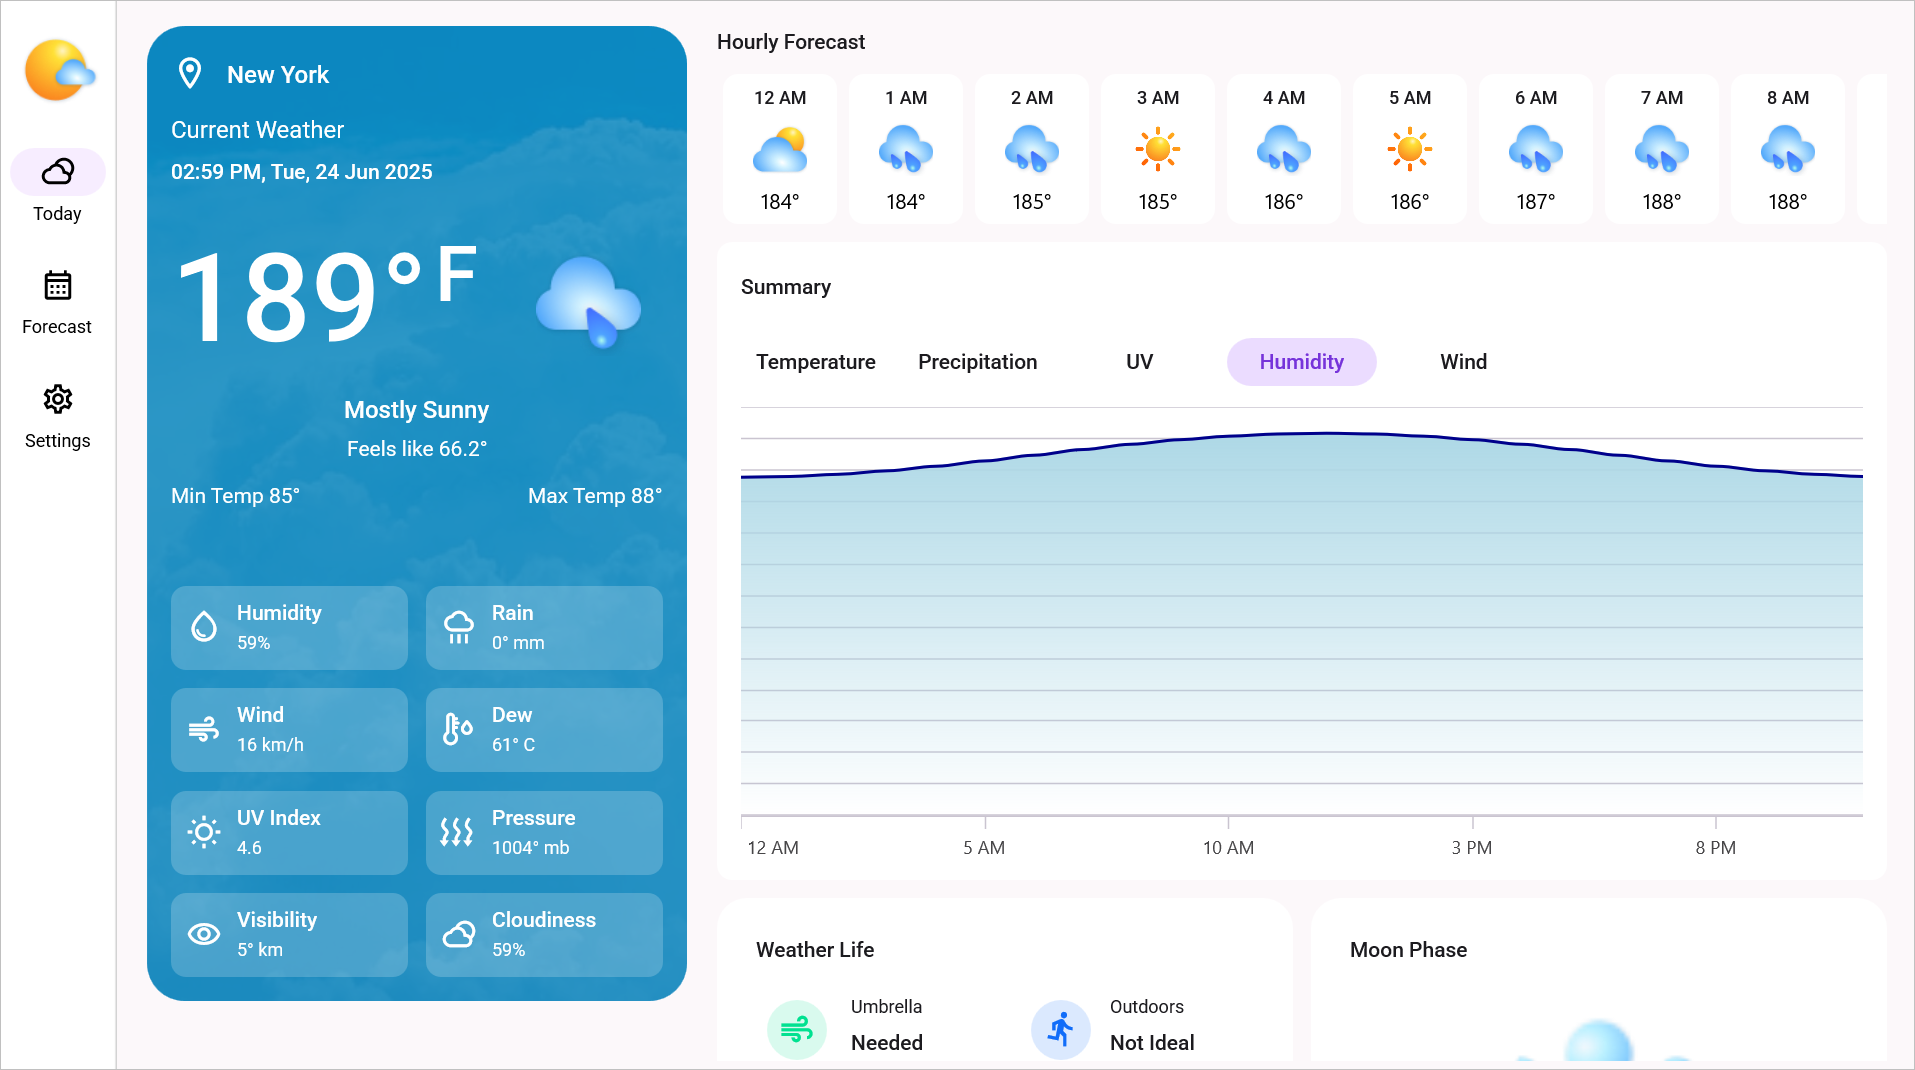 Today
Forecast
Settings
New York
Current Weather
02:59 PM, Tue, 24 Jun 2025
189°F
Mostly Sunny
Feels like 66.2°
Min Temp 85°
Max Temp 88°
Humidity
59%
Rain
0° mm
Wind
16 km/h
Dew
61° C
UV Index
4.6
Pressure
1004° mb
Visibility
5° km
Cloudiness
59%
Hourly Forecast
12 AM
184°
1 AM
184°
2 AM
185°
3 AM
185°
4 AM
186°
5 AM
186°
6 AM
187°
7 AM
188°
8 AM
188°
Summary
Temperature
Precipitation
UV
Humidity
Wind
12 AM
5 AM
10 AM
3 PM
8 PM
Weather Life
Umbrella
Needed
Outdoors
Not Ideal
Moon Phase